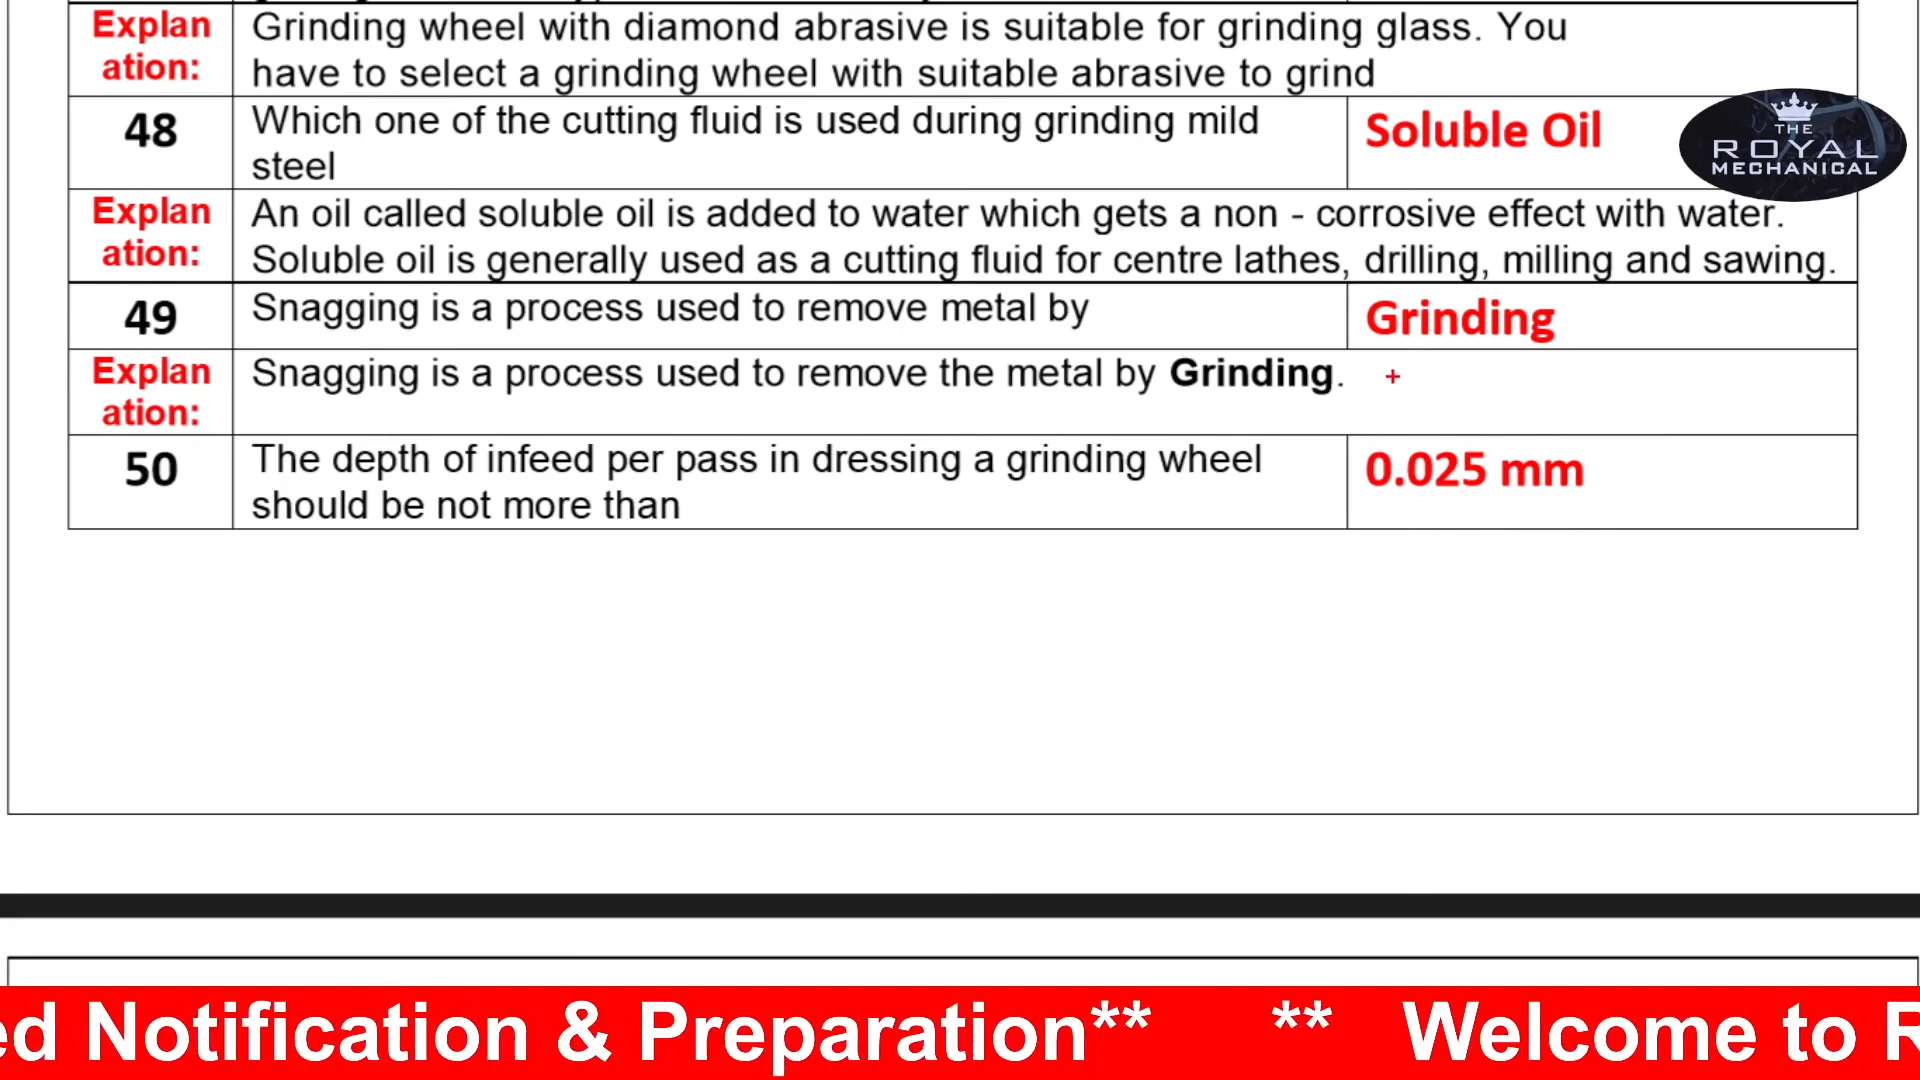 Explan
ation:
Grinding wheel with diamond abrasive is suitable for grinding glass. You
have to select a grinding wheel with suitable abrasive to grind
48
Which one of the cutting fluid is used during grinding mild
steel
Soluble Oil
THE
ROYAL
MECHANICAL
Explan
ation:
An oil called soluble oil is added to water which gets a non - corrosive effect with water.
Soluble oil is generally used as a cutting fluid for centre lathes, drilling, milling and sawing.
49
Snagging is a process used to remove metal by
Grinding
Explan
ation:
Snagging is a process used to remove the metal by Grinding.
50
The depth of infeed per pass in dressing a grinding wheel
should be not more than
0.025 mm
ed Notification & Preparation** ** Welcome to R